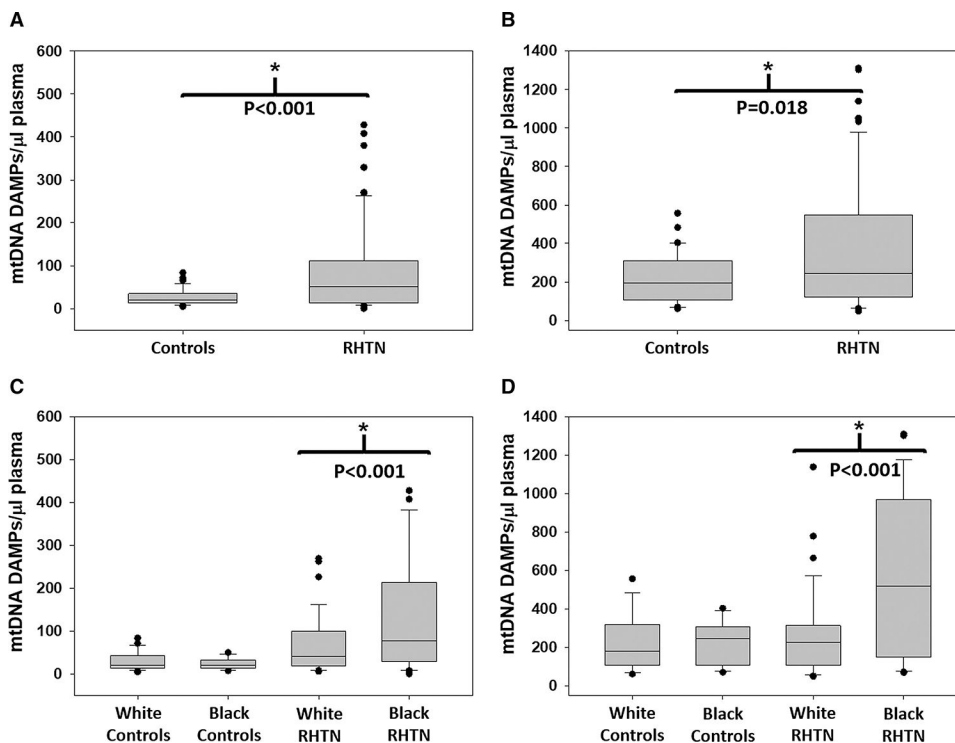 A
mtDNA DAMPs/µl plasma
600
500
400
300
200
100
0
*
P<0.001
Controls
RHTN
B
mtDNA DAMPs/µl plasma
1400
1200
1000
800
600
400
200
0
*
P=0.018
Controls
RHTN
C
mtDNA DAMPs/µl plasma
600
500
400
300
200
100
0
*
P<0.001
White Controls
Black Controls
White RHTN
Black RHTN
D
mtDNA DAMPs/µl plasma
1400
1200
1000
800
600
400
200
0
*
P<0.001
White Controls
Black Controls
White RHTN
Black RHTN